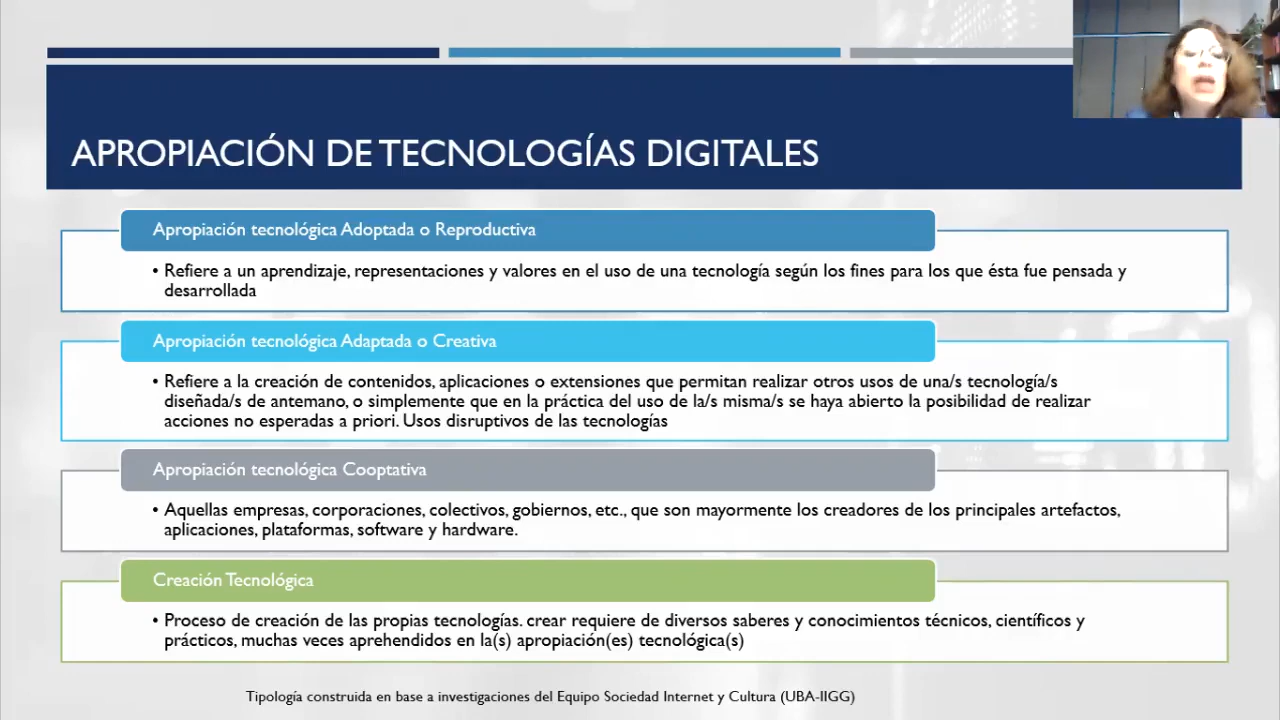 APROPIACIÓN DE TECNOLOGÍAS DIGITALES
Apropiación tecnológica Adoptada o Reproductiva
• Refiere a un aprendizaje, representaciones y valores en el uso de una tecnología según los fines para los que ésta fue pensada y
desarrollada
Apropiación tecnológica Adaptada o Creativa
• Refiere a la creación de contenidos, aplicaciones o extensiones que permitan realizar otros usos de una/s tecnología/s
diseñada/s de antemano, o simplemente que en la práctica del uso de la/s misma/s se haya abierto la posibilidad de realizar
acciones no esperadas a priori. Usos disruptivos de las tecnologías
Apropiación tecnológica Cooptativa
• Aquellas empresas, corporaciones, colectivos, gobiernos, etc., que son mayormente los creadores de los principales artefactos,
aplicaciones, plataformas, software y hardware.
Creación Tecnológica
• Proceso de creación de las propias tecnologías. crear requiere de diversos saberes y conocimientos técnicos, científicos y
prácticos, muchas veces aprehendidos en la(s) apropiación(es) tecnológica(s)
Tipología construida en base a investigaciones del Equipo Sociedad Internet y Cultura (UBA-IIGG)